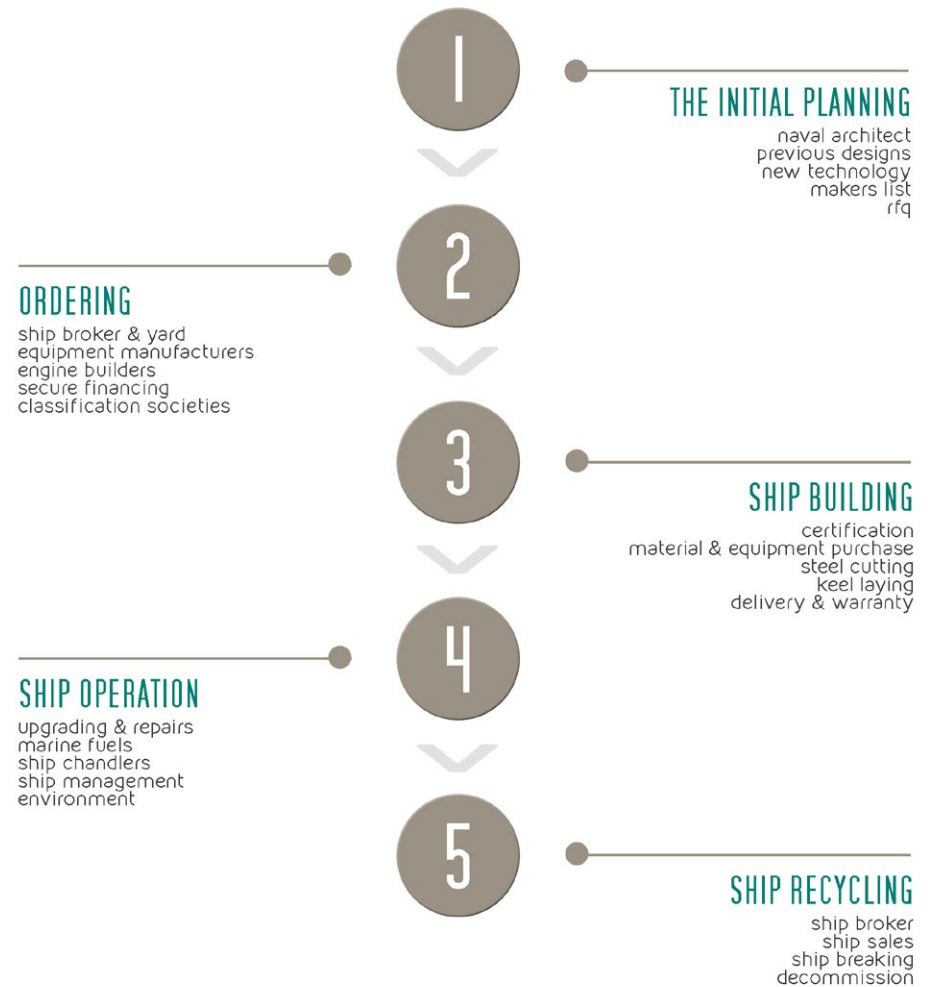 1
THE INITIAL PLANNING
naval architect
previous designs
new technology
makers list
rfq
2
ORDERING
ship broker & yard
equipment manufacturers
engine builders
secure financing
classification societies
3
SHIP BUILDING
certification
material & equipment purchase
steel cutting
keel laying
delivery & warranty
4
SHIP OPERATION
upgrading & repairs
marine fuels
ship chandlers
ship management
environment
5
SHIP RECYCLING
ship broker
ship sales
ship breaking
decommission